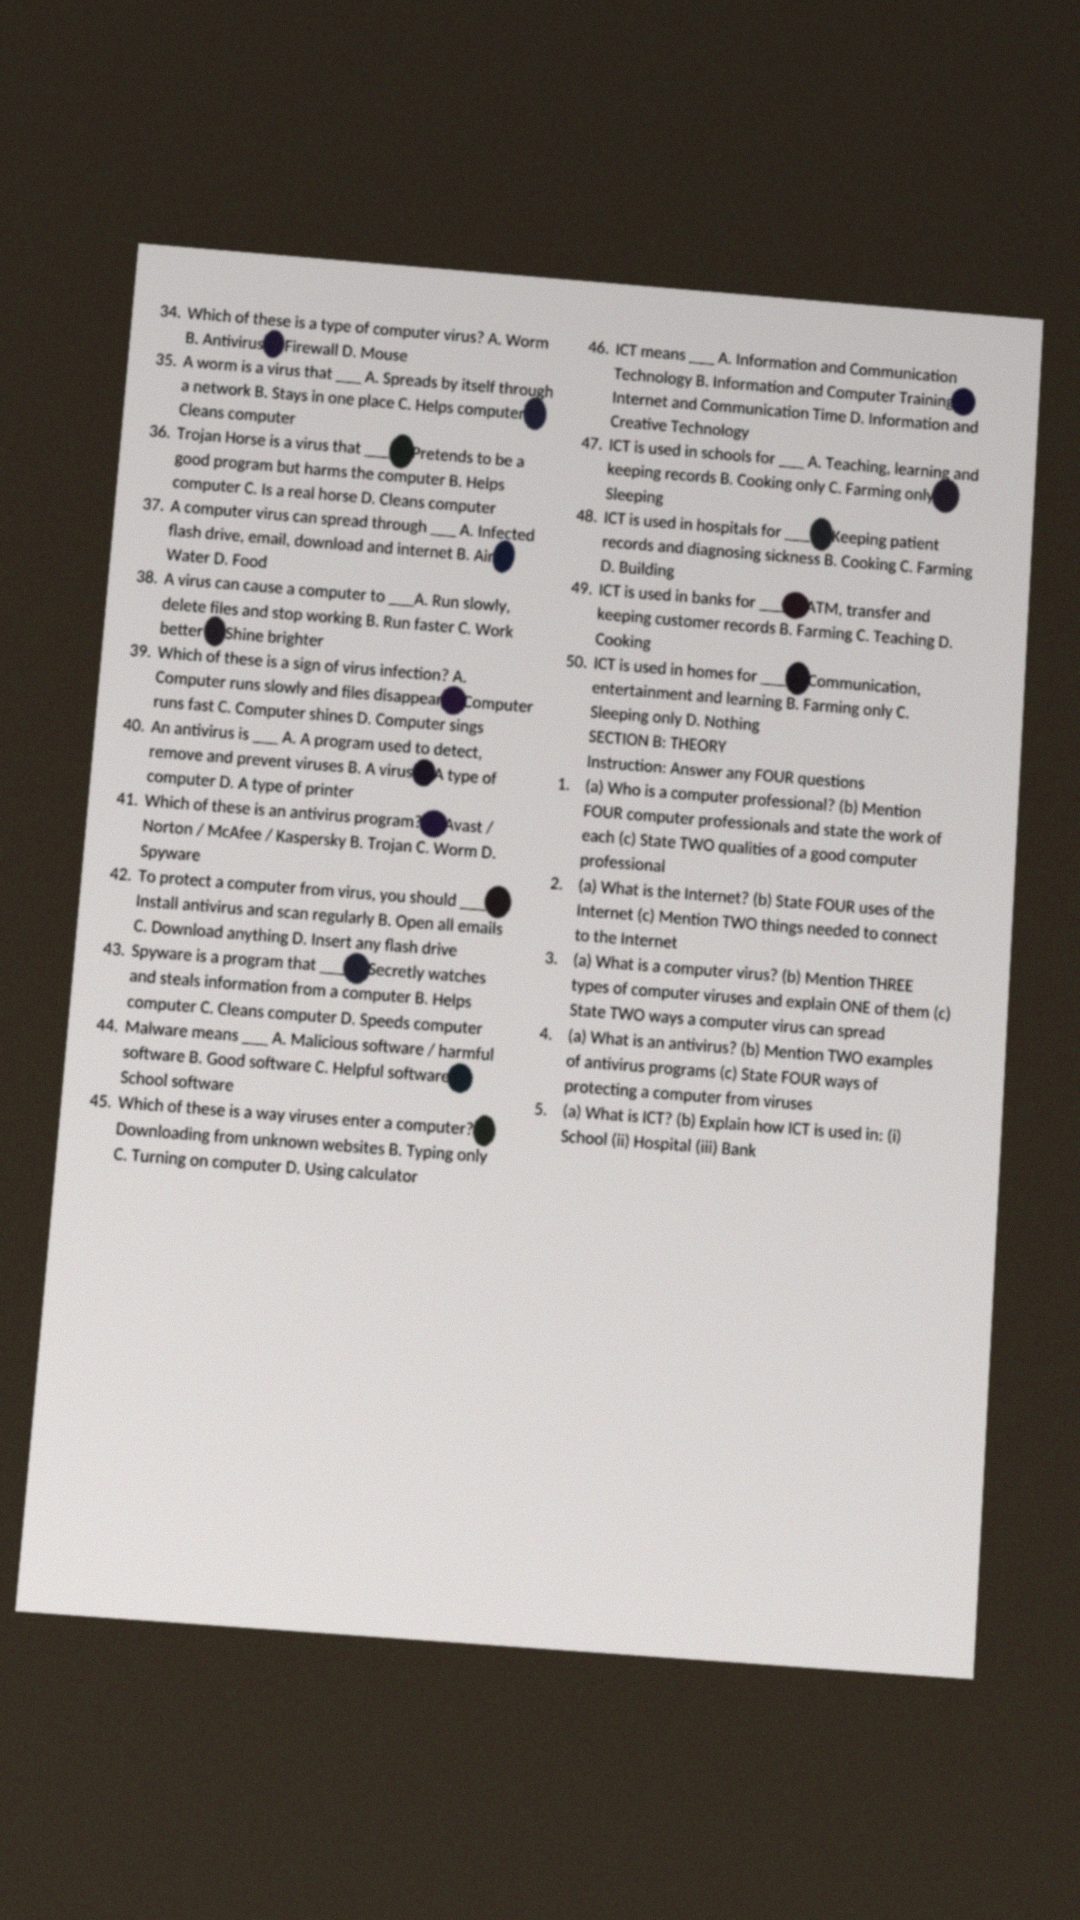 34. Which of these is a type of computer virus? A. Worm
B. Antivirus Firewall D. Mouse
35. A worm is a virus that ___ A. Spreads by itself through
a network B. Stays in one place C. Helps computer
Cleans computer
36. Trojan Horse is a virus that ___ Pretends to be a
good program but harms the computer B. Helps
computer C. Is a real horse D. Cleans computer
37. A computer virus can spread through ___ A. Infected
flash drive, email, download and internet B. Air
Water D. Food
38. A virus can cause a computer to ___A. Run slowly,
delete files and stop working B. Run faster C. Work
better Shine brighter
39. Which of these is a sign of virus infection? A.
Computer runs slowly and files disappear Computer
runs fast C. Computer shines D. Computer sings
40. An antivirus is ___ A. A program used to detect,
remove and prevent viruses B. A virus A type of
computer D. A type of printer
41. Which of these is an antivirus program? Avast /
Norton / McAfee / Kaspersky B. Trojan C. Worm D.
Spyware
42. To protect a computer from virus, you should ___
Install antivirus and scan regularly B. Open all emails
C. Download anything D. Insert any flash drive
43. Spyware is a program that ___ Secretly watches
and steals information from a computer B. Helps
computer C. Cleans computer D. Speeds computer
44. Malware means ___ A. Malicious software / harmful
software B. Good software C. Helpful software
School software
45. Which of these is a way viruses enter a computer?
Downloading from unknown websites B. Typing only
C. Turning on computer D. Using calculator
46. ICT means ___ A. Information and Communication
Technology B. Information and Computer Training
Internet and Communication Time D. Information and
Creative Technology
47. ICT is used in schools for ___ A. Teaching, learning and
keeping records B. Cooking only C. Farming only
Sleeping
48. ICT is used in hospitals for ___ Keeping patient
records and diagnosing sickness B. Cooking C. Farming
D. Building
49. ICT is used in banks for ___ ATM, transfer and
keeping customer records B. Farming C. Teaching D.
Cooking
50. ICT is used in homes for ___ Communication,
entertainment and learning B. Farming only C.
Sleeping only D. Nothing
SECTION B: THEORY
Instruction: Answer any FOUR questions
1. (a) Who is a computer professional? (b) Mention
FOUR computer professionals and state the work of
each (c) State TWO qualities of a good computer
professional
2. (a) What is the Internet? (b) State FOUR uses of the
Internet (c) Mention TWO things needed to connect
to the Internet
3. (a) What is a computer virus? (b) Mention THREE
types of computer viruses and explain ONE of them (c)
State TWO ways a computer virus can spread
4. (a) What is an antivirus? (b) Mention TWO examples
of antivirus programs (c) State FOUR ways of
protecting a computer from viruses
5. (a) What is ICT? (b) Explain how ICT is used in: (i)
School (ii) Hospital (iii) Bank